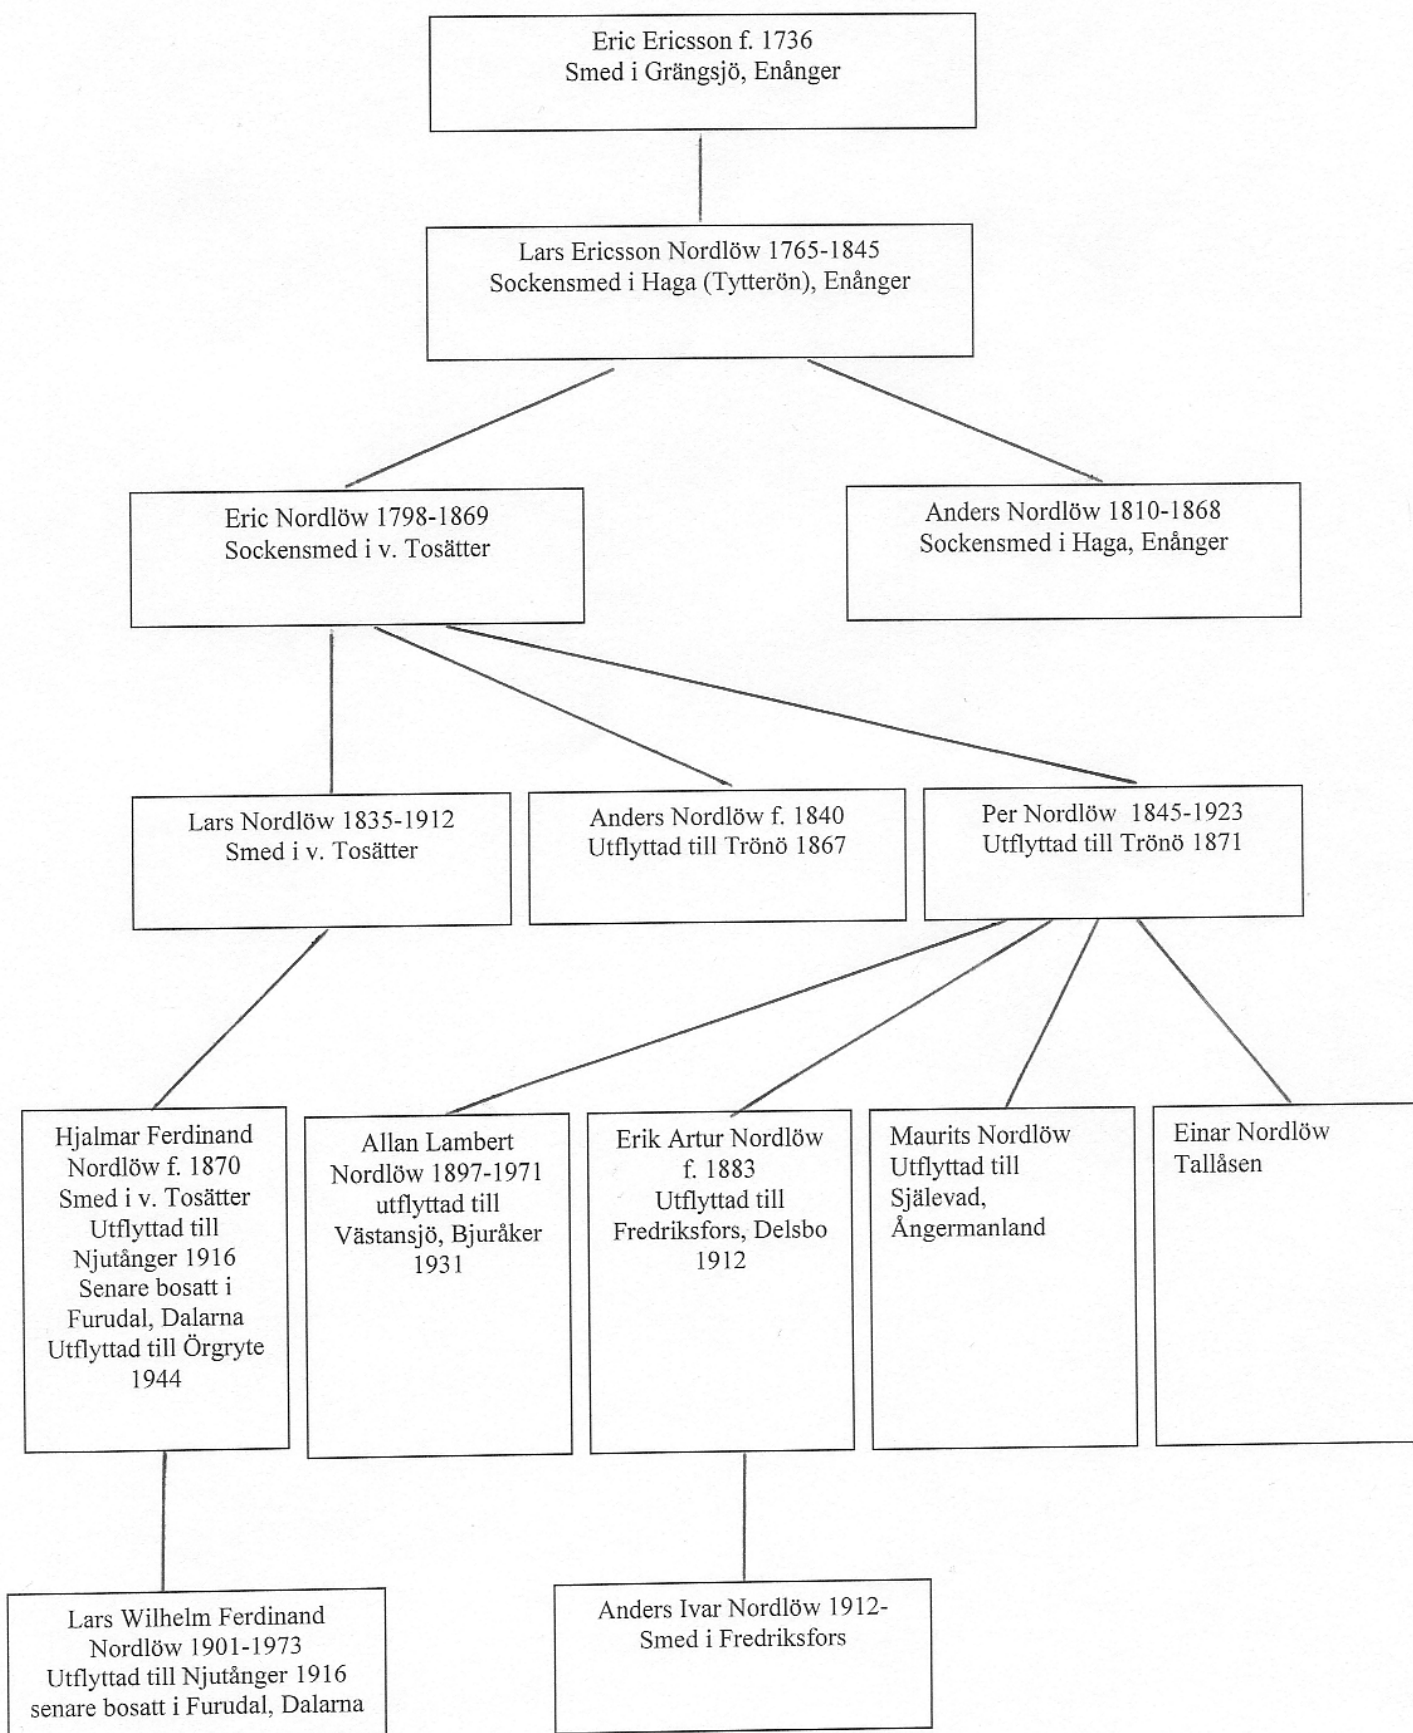 Eric Ericsson f. 1736
Smed i Grängsjö, Enånger
Lars Ericsson Nordlöw 1765-1845
Sockensmed i Haga (Tytterön), Enånger
Eric Nordlöw 1798-1869
Sockensmed i v. Tosätter
Anders Nordlöw 1810-1868
Sockensmed i Haga, Enånger
Lars Nordlöw 1835-1912
Smed i v. Tosätter
Anders Nordlöw f. 1840
Utflyttad till Trönö 1867
Per Nordlöw 1845-1923
Utflyttad till Trönö 1871
Hjalmar Ferdinand
Nordlöw f. 1870
Smed i v. Tosätter
Utflyttad till
Njutånger 1916
Senare bosatt i
Furudal, Dalarna
Utflyttad till Örgryte
1944
Allan Lambert
Nordlöw 1897-1971
utflyttad till
Västansjö, Bjuråker
1931
Erik Artur Nordlöw
f. 1883
Utflyttad till
Fredriksfors, Delsbo
1912
Maurits Nordlöw
Utflyttad till
Själevad,
Ångermanland
Einar Nordlöw
Tallåsen
Lars Wilhelm Ferdinand
Nordlöw 1901-1973
Utflyttad till Njutånger 1916
senare bosatt i Furudal, Dalarna
Anders Ivar Nordlöw 1912-
Smed i Fredriksfors